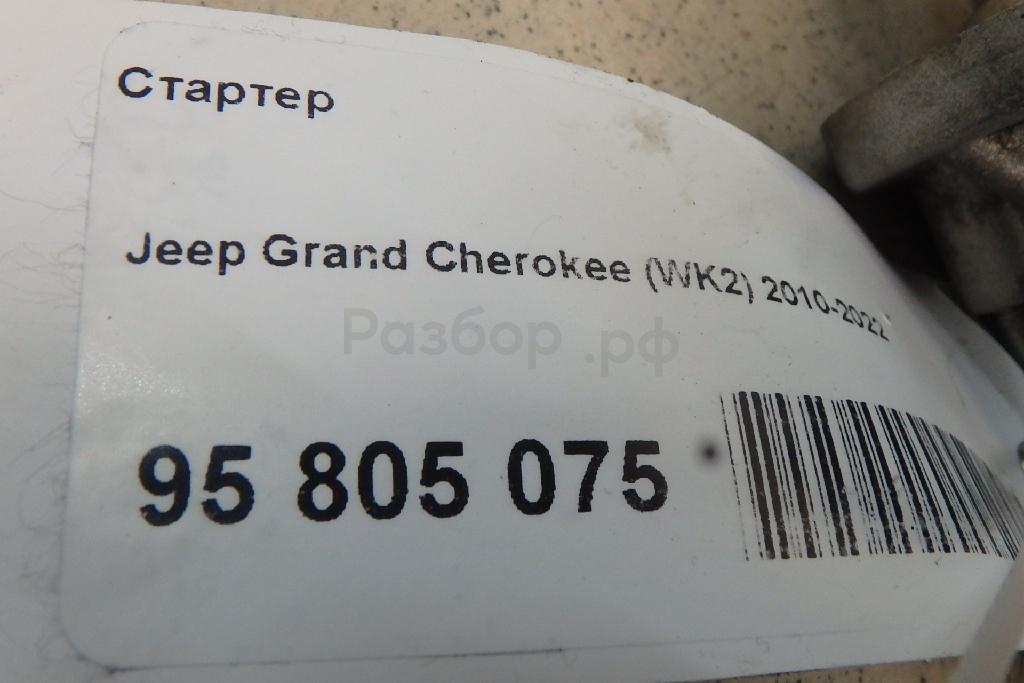 Стартер
Jeep Grand Cherokee (WK2) 2010-2022
Разбор.рф
95 805 075